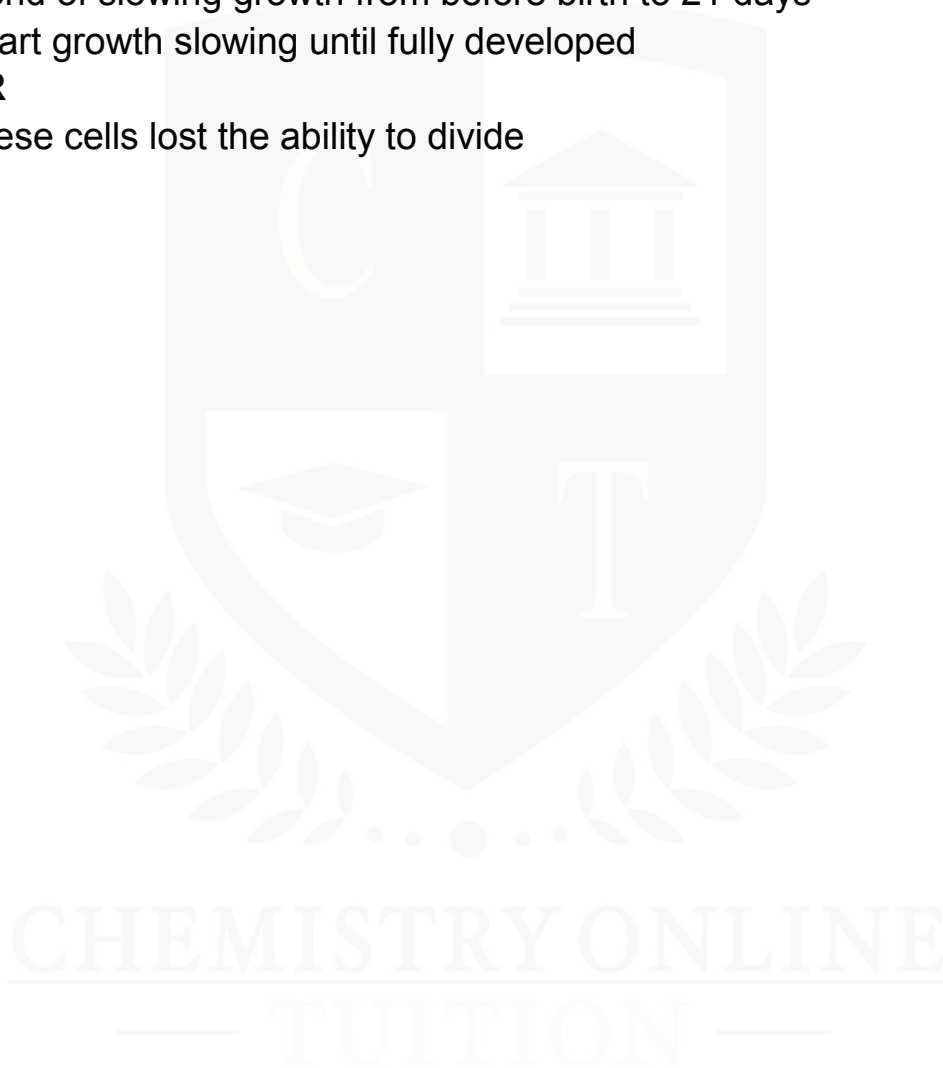 art growth slowing until fully developed
R
ese cells lost the ability to divide
C
T
CHEMISTRY ONLINE
TUITION